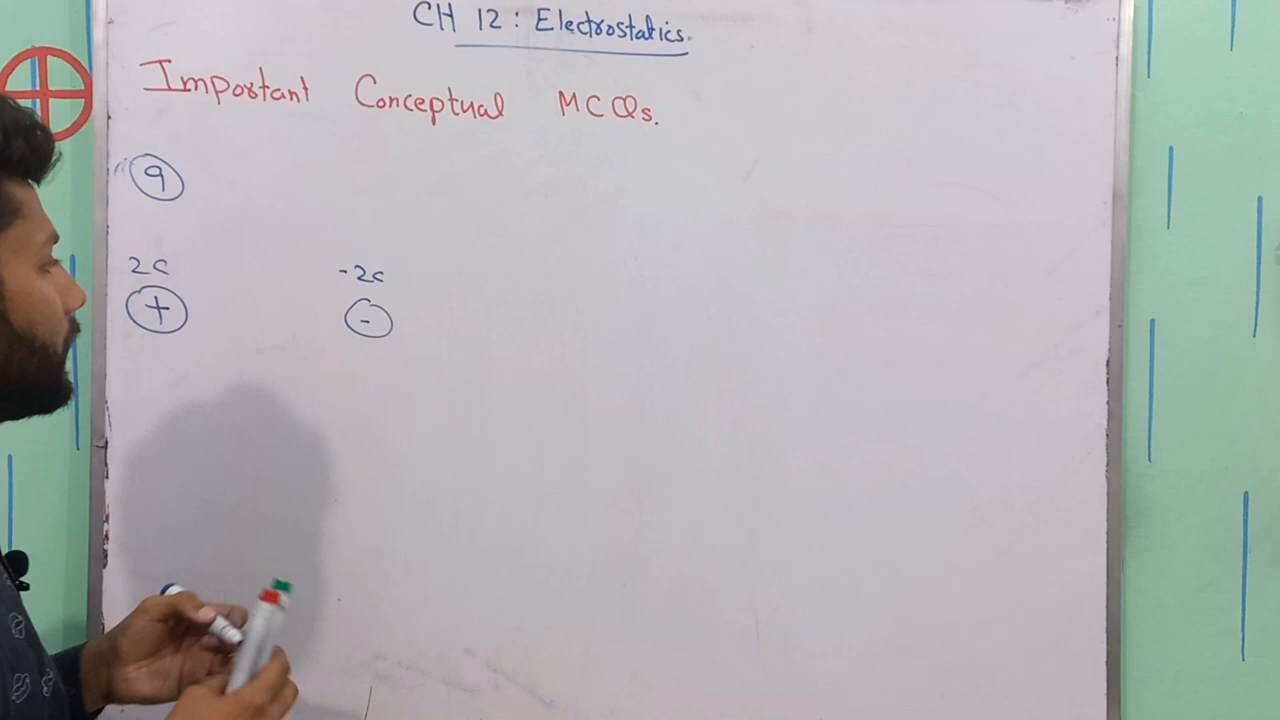 CH 12: Electrostatics.
Important Conceptual MCQs.
9
2C -2C
+ -